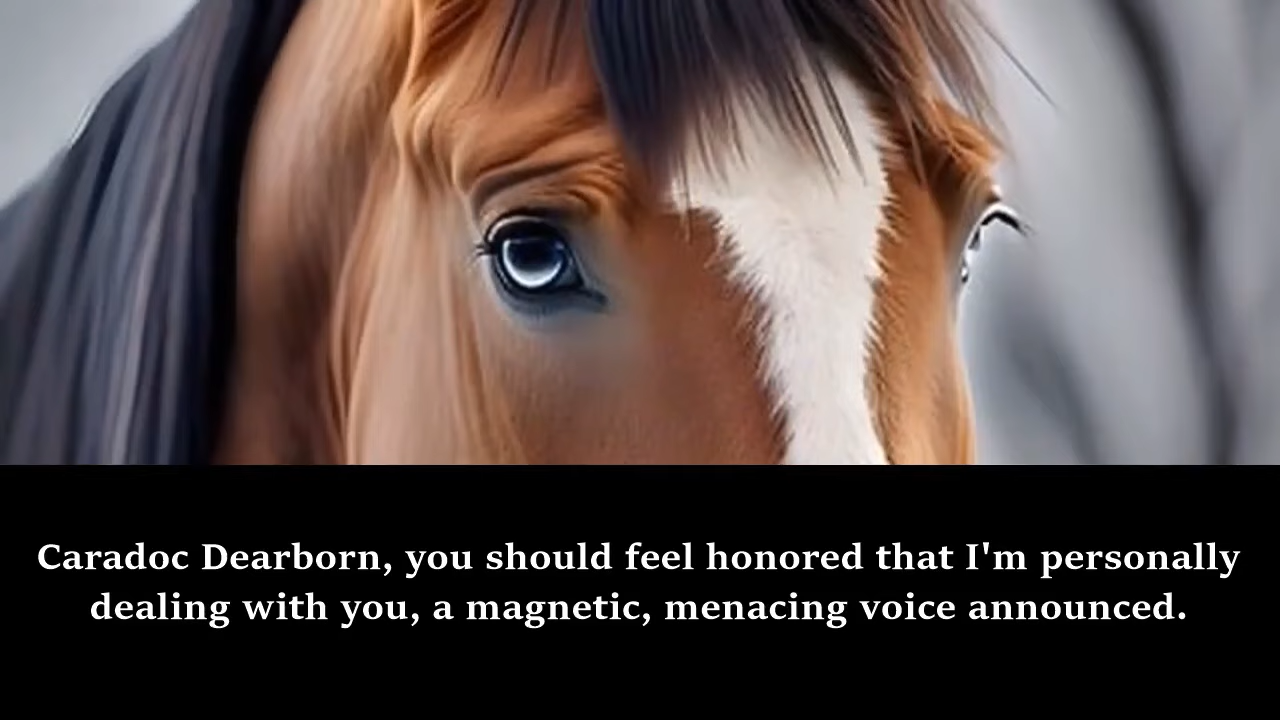 Caradoc Dearborn, you should feel honored that I'm personally
dealing with you, a magnetic, menacing voice announced.